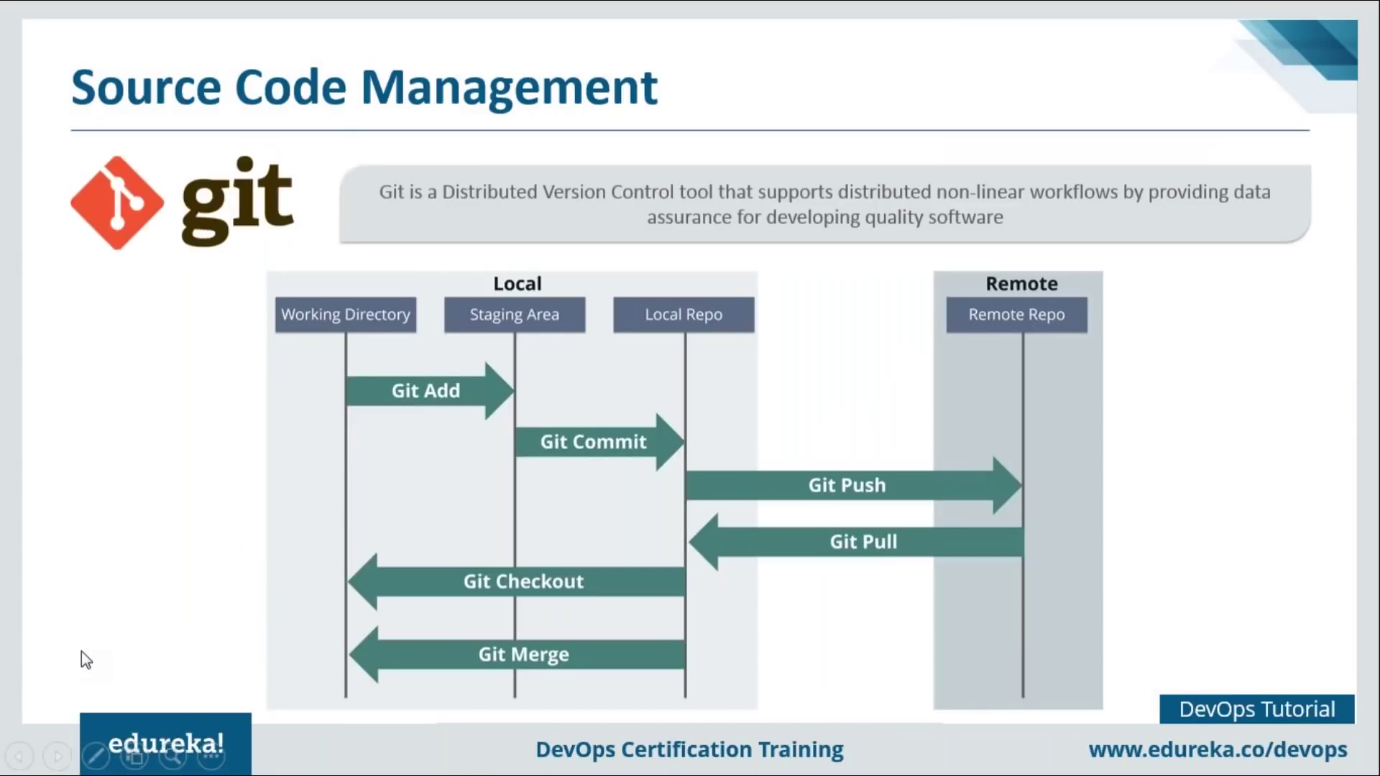 Source Code Management
git
Git is a Distributed Version Control tool that supports distributed non-linear workflows by providing data
assurance for developing quality software
Local
Remote
Working Directory
Staging Area
Local Repo
Remote Repo
Git Add
Git Commit
Git Push
Git Pull
Git Checkout
Git Merge
DevOps Tutorial
edureka!
DevOps Certification Training
www.edureka.co/devops